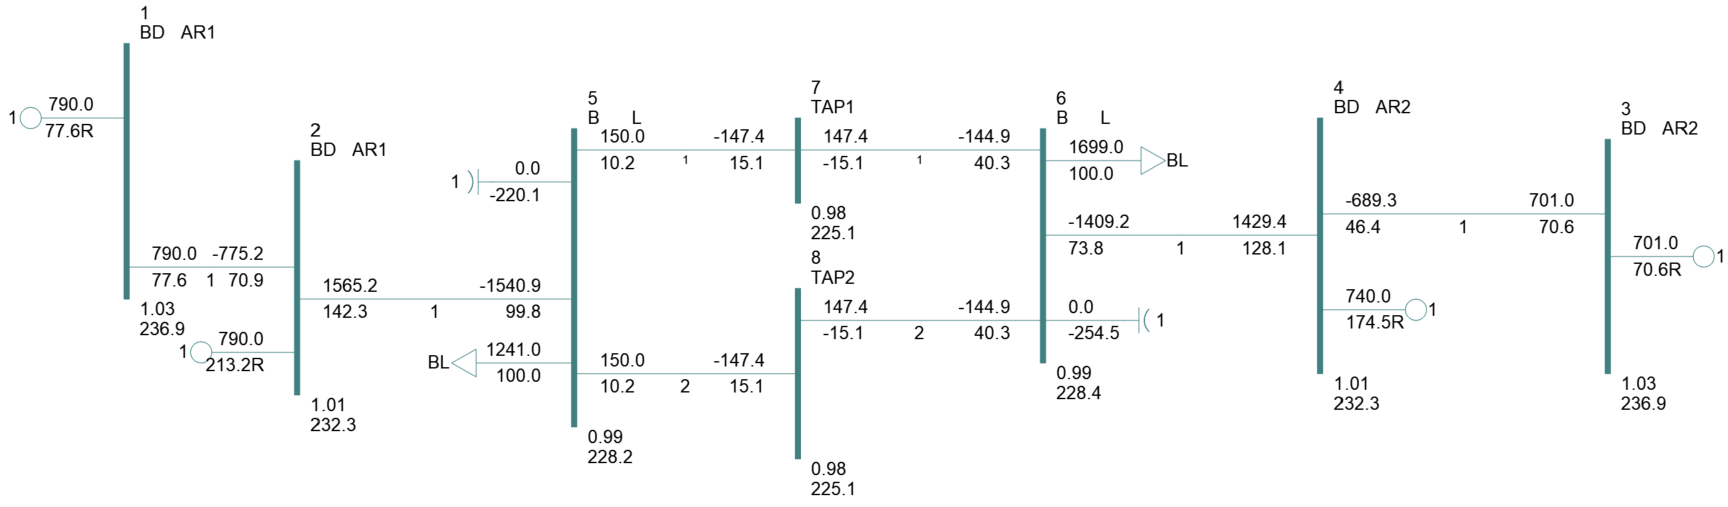 1
BD AR1
790.0
1
77.6R
790.0 -775.2
77.6 1 70.9
1.03
236.9
2
BD AR1
1565.2 -1540.9
142.3 1 99.8
790.0
1
213.2R
1.01
232.3
5
B L
150.0 -147.4
10.2 1 15.1
0.0
1
-220.1
1241.0
BL
100.0
150.0 -147.4
10.2 2 15.1
0.99
228.2
7
TAP1
147.4 -144.9
-15.1 1 40.3
0.98
225.1
8
TAP2
147.4 -144.9
-15.1 2 40.3
0.98
225.1
6
B L
1699.0
BL
100.0
-1409.2 1429.4
73.8 1 128.1
0.0
1
-254.5
0.99
228.4
4
BD AR2
-689.3 701.0
46.4 1 70.6
740.0
1
174.5R
1.01
232.3
3
BD AR2
701.0
1
70.6R
1.03
236.9